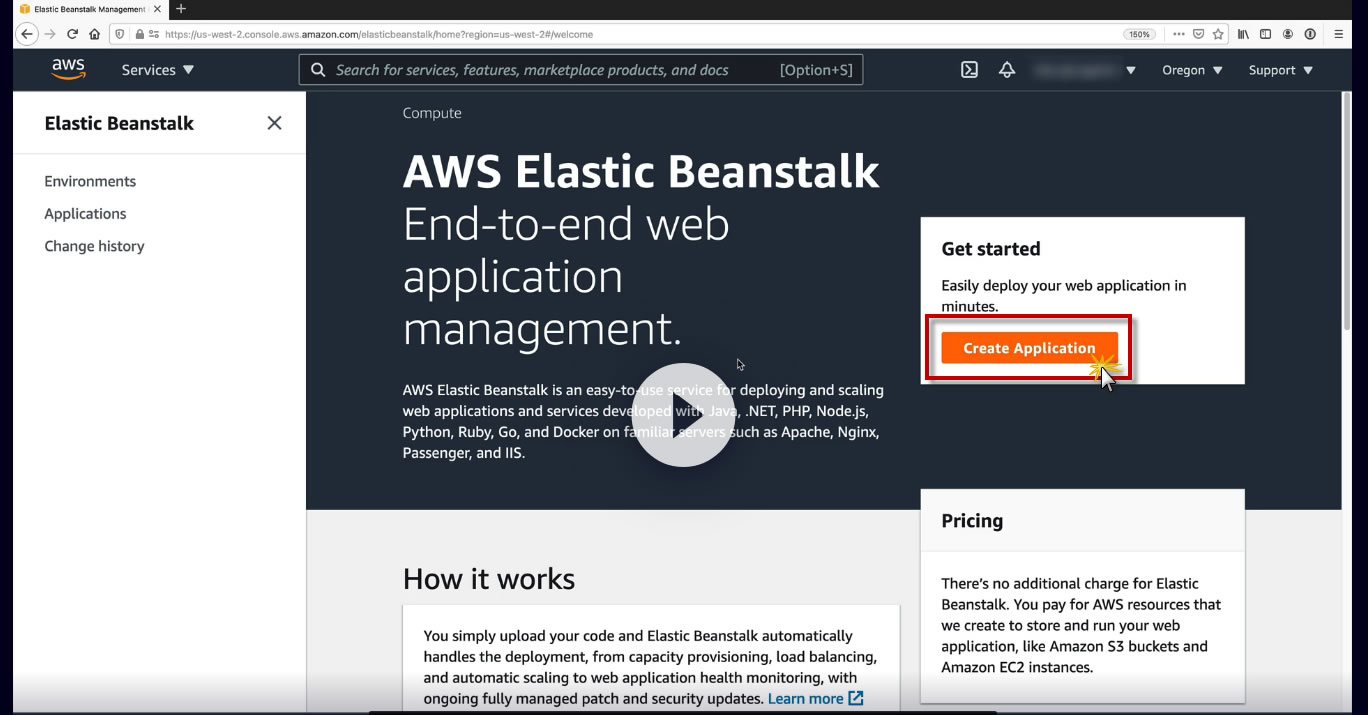 Elastic Beanstalk Management
https://us-west-2.console.aws.amazon.com/elasticbeanstalk/home?region=us-west-2#/welcome
150%
aws
Services
Search for services, features, marketplace products, and docs
[Option+S]
Oregon
Support
Elastic Beanstalk
Environments
Applications
Change history
Compute
AWS Elastic Beanstalk
End-to-end web
application
management.
AWS Elastic Beanstalk is an easy-to-use service for deploying and scaling
web applications and services developed with Java, .NET, PHP, Node.js,
Python, Ruby, Go, and Docker on familiar servers such as Apache, Nginx,
Passenger, and IIS.
Get started
Easily deploy your web application in
minutes.
Create Application
Pricing
There's no additional charge for Elastic
Beanstalk. You pay for AWS resources that
we create to store and run your web
application, like Amazon S3 buckets and
Amazon EC2 instances.
How it works
You simply upload your code and Elastic Beanstalk automatically
handles the deployment, from capacity provisioning, load balancing,
and automatic scaling to web application health monitoring, with
ongoing fully managed patch and security updates. Learn more